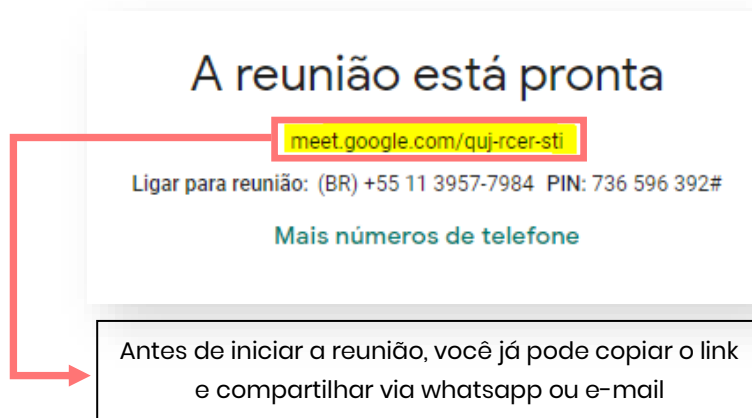 A reunião está pronta
meet.google.com/quj-rcer-sti
Ligar para reunião: (BR) +55 11 3957-7984 PIN: 736 596 392#
Mais números de telefone
Antes de iniciar a reunião, você já pode copiar o link
e compartilhar via whatsapp ou e-mail